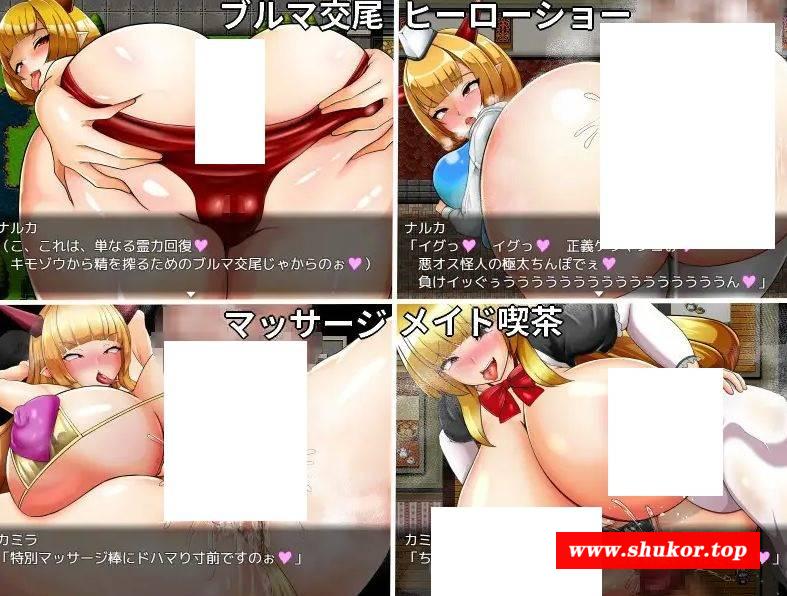 ブルマ交尾
ナルカ
（こ、これは、単なる霊力回復♥
キモゾウから精を搾るためのブルマ交尾じゃからのぉ♥）
ヒーローショー
ナルカ
「イグっ♥　イグっ♥　正義
悪オス怪人の極太ちんぽでぇ♥
負けイッぐぅうううううううううううううううううん♥」
マッサージ
カミラ
「特別マッサージ棒にドハマり寸前ですのぉ♥」
メイド喫茶
カミ
「ち
♥」
www.shukor.top